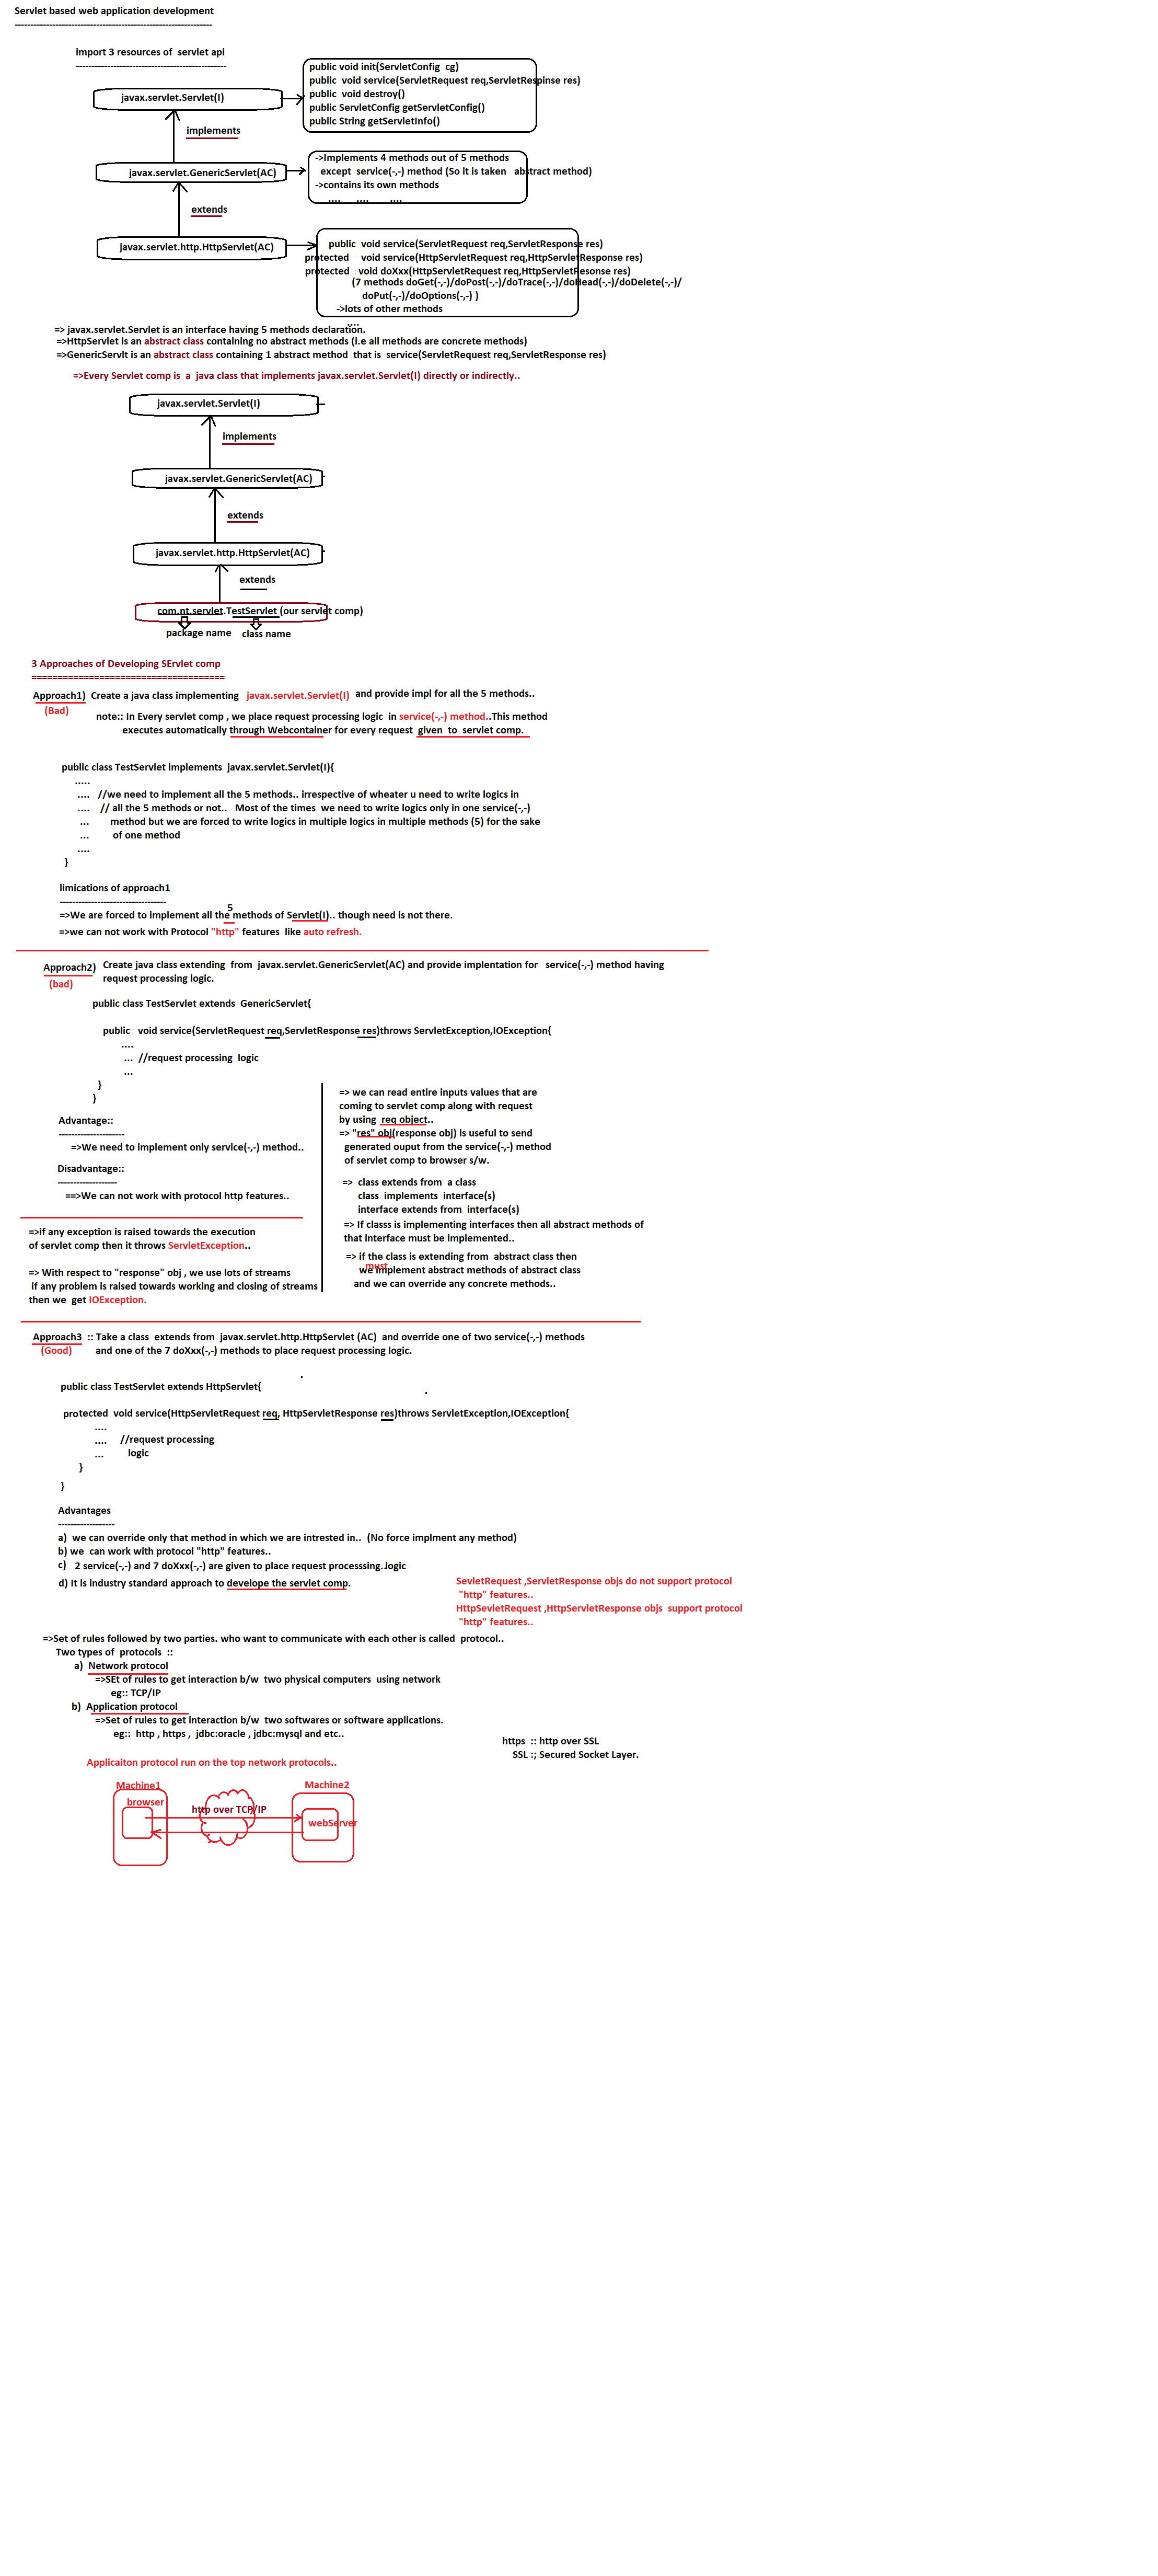 Servlet based web application development
---------------------------------------------------------------
import 3 resources of  servlet api
------------------------------------------------
javax.servlet.Servlet(I)
public void init(ServletConfig  cg)
public  void service(ServletRequest req,ServletRespinse res)
public  void destroy()
public ServletConfig getServletConfig()
public String getServletInfo()
implements
javax.servlet.GenericServlet(AC)
->Implements 4 methods out of 5 methods
except  service(-,-) method (So it is taken   abstract method)
->contains its own methods
....      ....        ....
extends
javax.servlet.http.HttpServlet(AC)
public  void service(ServletRequest req,ServletResponse res)
protected    void service(HttpServletRequest req,HttpServletResponse res)
protected   void doXxx(HttpServletRequest req,HttpServletResonse res)
(7 methods doGet(-,-)/doPost(-,-)/doTrace(-,-)/doHead(-,-)/doDelete(-,-)/
doPut(-,-)/doOptions(-,-) )
->lots of other methods
....
=> javax.servlet.Servlet is an interface having 5 methods declaration.
=>HttpServlet is an abstract class containing no abstract methods (i.e all methods are concrete methods)
=>GenericServlt is an abstract class containing 1 abstract method  that is  service(ServletRequest req,ServletResponse res)
=>Every Servlet comp is  a  java class that implements javax.servlet.Servlet(I) directly or indirectly..
javax.servlet.Servlet(I)
implements
javax.servlet.GenericServlet(AC)
extends
javax.servlet.http.HttpServlet(AC)
extends
com.nt.servlet.TestServlet (our servlet comp)
package name    class name
3 Approaches of Developing SErvlet comp
=====================================
Approach1)  Create a java class implementing   javax.servlet.Servlet(I)  and provide impl for all the 5 methods..
(Bad)
note:: In Every servlet comp , we place request processing logic  in service(-,-) method..This method
executes automatically through Webcontainer for every request  given  to  servlet comp.
public class TestServlet implements  javax.servlet.Servlet(I){
.....
....   //we need to implement all the 5 methods.. irrespective of wheater u need to write logics in
....    // all the 5 methods or not..   Most of the times  we need to write logics only in one service(-,-)
...        method but we are forced to write logics in multiple logics in multiple methods (5) for the sake
...         of one method
....
}
limications of approach1
----------------------------------
5
=>We are forced to implement all the methods of Servlet(I).. though need is not there.
=>we can not work with Protocol "http" features  like auto refresh.
Approach2)  Create java class extending  from  javax.servlet.GenericServlet(AC) and provide implentation for   service(-,-) method having
(bad)  request processing logic.
public class TestServlet extends  GenericServlet{
public   void service(ServletRequest req,ServletResponse res)throws ServletException,IOException{
....
...  //request processing  logic
...
}
}
Advantage::
---------------------
=>We need to implement only service(-,-) method..
Disadvantage::
-------------------
==>We can not work with protocol http features..
=>if any exception is raised towards the execution
of servlet comp then it throws ServletException..
=> With respect to "response" obj , we use lots of streams
if any problem is raised towards working and closing of streams
then we  get IOException.
=> we can read entire inputs values that are
coming to servlet comp along with request
by using  req object..
=> "res" obj(response obj) is useful to send
generated ouput from the service(-,-) method
of servlet comp to browser s/w.
=>  class extends from  a class
class  implements  interface(s)
interface extends from  interface(s)
=> If classs is implementing interfaces then all abstract methods of
that interface must be implemented..
=> if the class is extending from  abstract class then
must
we implement abstract methods of abstract class
and we can override any concrete methods..
Approach3  :: Take a class  extends from  javax.servlet.http.HttpServlet (AC)  and override one of two service(-,-) methods
(Good)  and one of the 7 doXxx(-,-) methods to place request processing logic.
public class TestServlet extends HttpServlet{
protected  void service(HttpServletRequest req, HttpServletResponse res)throws ServletException,IOException{
....
....     //request processing
...         logic
}
}
Advantages
------------------
a)  we can override only that method in which we are intrested in..  (No force implment any method)
b) we  can work with protocol "http" features..
c)   2 service(-,-) and 7 doXxx(-,-) are given to place request processsing..logic
d) It is industry standard approach to develope the servlet comp.
SevletRequest ,ServletResponse objs do not support protocol
"http" features..
HttpSevletRequest ,HttpServletResponse objs  support protocol
"http" features..
=>Set of rules followed by two parties. who want to communicate with each other is called  protocol..
Two types of  protocols  ::
a)  Network protocol
=>SEt of rules to get interaction b/w  two physical computers  using network
eg:: TCP/IP
b)  Application protocol
=>Set of rules to get interaction b/w  two softwares or software applications.
eg::  http , https ,  jdbc:oracle , jdbc:mysql and etc..
https  :: http over SSL
SSL :; Secured Socket Layer.
Applicaiton protocol run on the top network protocols..
Machine1
browser
http over TCP/IP
Machine2
webServer